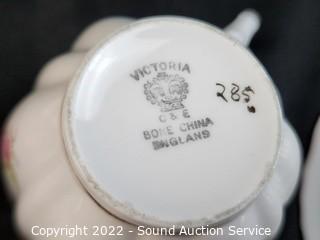 VICTORIA
C & E
BONE CHINA
ENGLAND
285
Copyright 2022 - Sound Auction Service